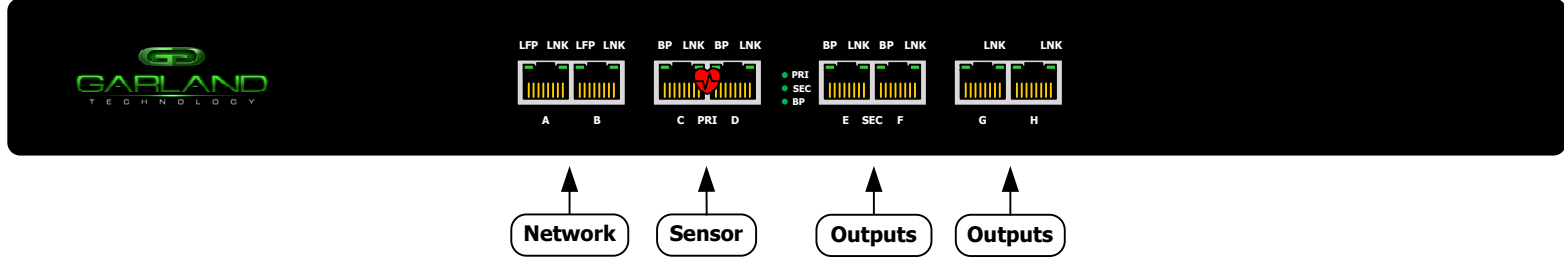 LFP LNK LFP LNK BP LNK BP LNK BP LNK BP LNK LNK LNK
GARLAND
TECHNOLOGY
PRI
SEC
BP
A B C PRI D E SEC F G H
Network Sensor Outputs Outputs